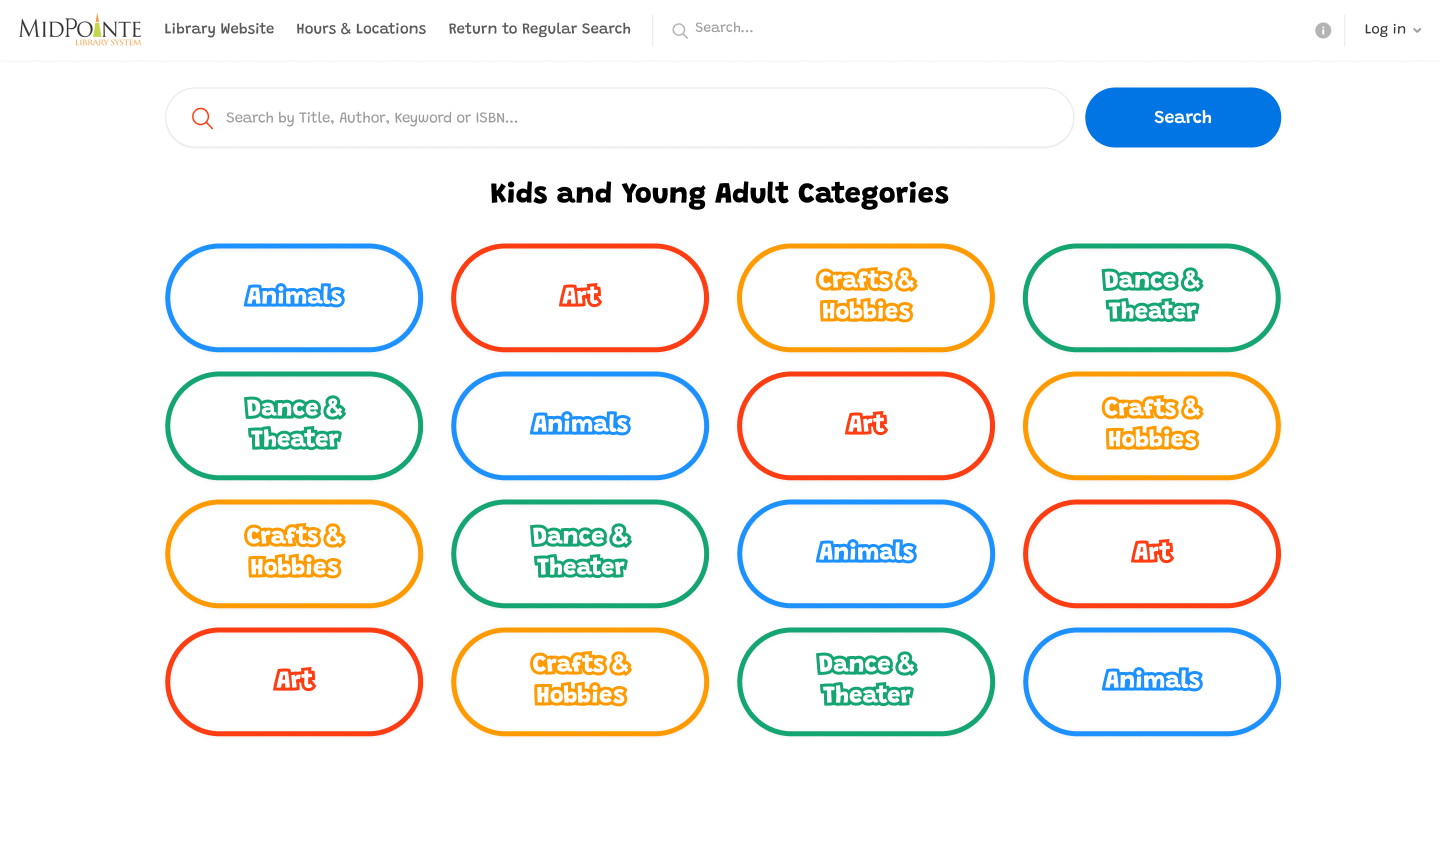 MIDPOINTE
LIBRARY SYSTEM
Library Website
Hours & Locations
Return to Regular Search
Search...
Log in
Search by Title, Author, Keyword or ISBN...
Search
Kids and Young Adult Categories
Animals
Art
Crafts &
Hobbies
Dance &
Theater
Dance &
Theater
Animals
Art
Crafts &
Hobbies
Crafts &
Hobbies
Dance &
Theater
Animals
Art
Art
Crafts &
Hobbies
Dance &
Theater
Animals